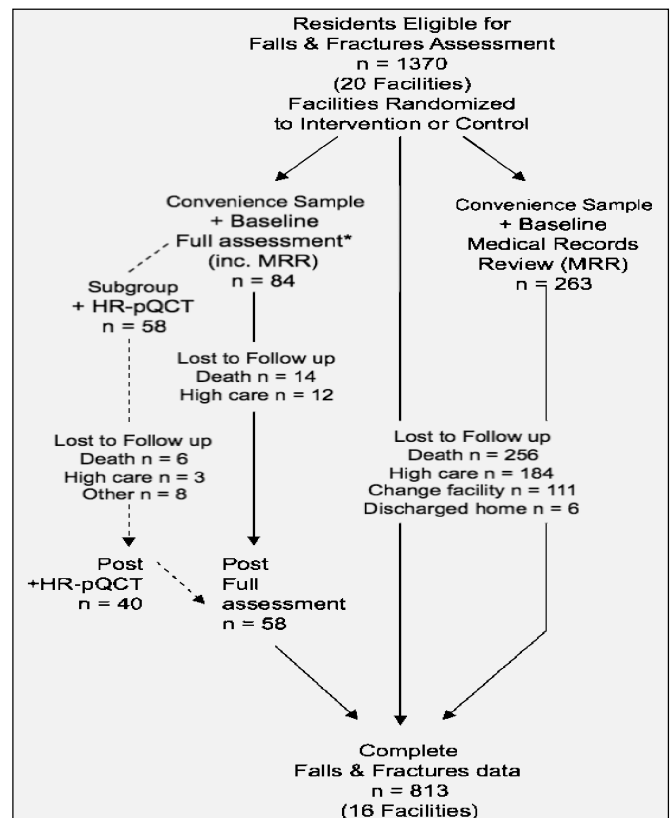 Residents Eligible for
Falls & Fractures Assessment
n = 1370
(20 Facilities)
Facilities Randomized
to Intervention or Control
Convenience Sample
+ Baseline
Full assessment*
(inc. MRR)
n = 84
Convenience Sample
+ Baseline
Medical Records
Review (MRR)
n = 263
Subgroup
+ HR-pQCT
n = 58
Lost to Follow up
Death n = 14
High care n = 12
Lost to Follow up
Death n = 6
High care n = 3
Other n = 8
Lost to Follow up
Death n = 256
High care n = 184
Change facility n = 111
Discharged home n = 6
Post
+HR-pQCT
n = 40
Post
Full
assessment
n = 58
Complete
Falls & Fractures data
n = 813
(16 Facilities)